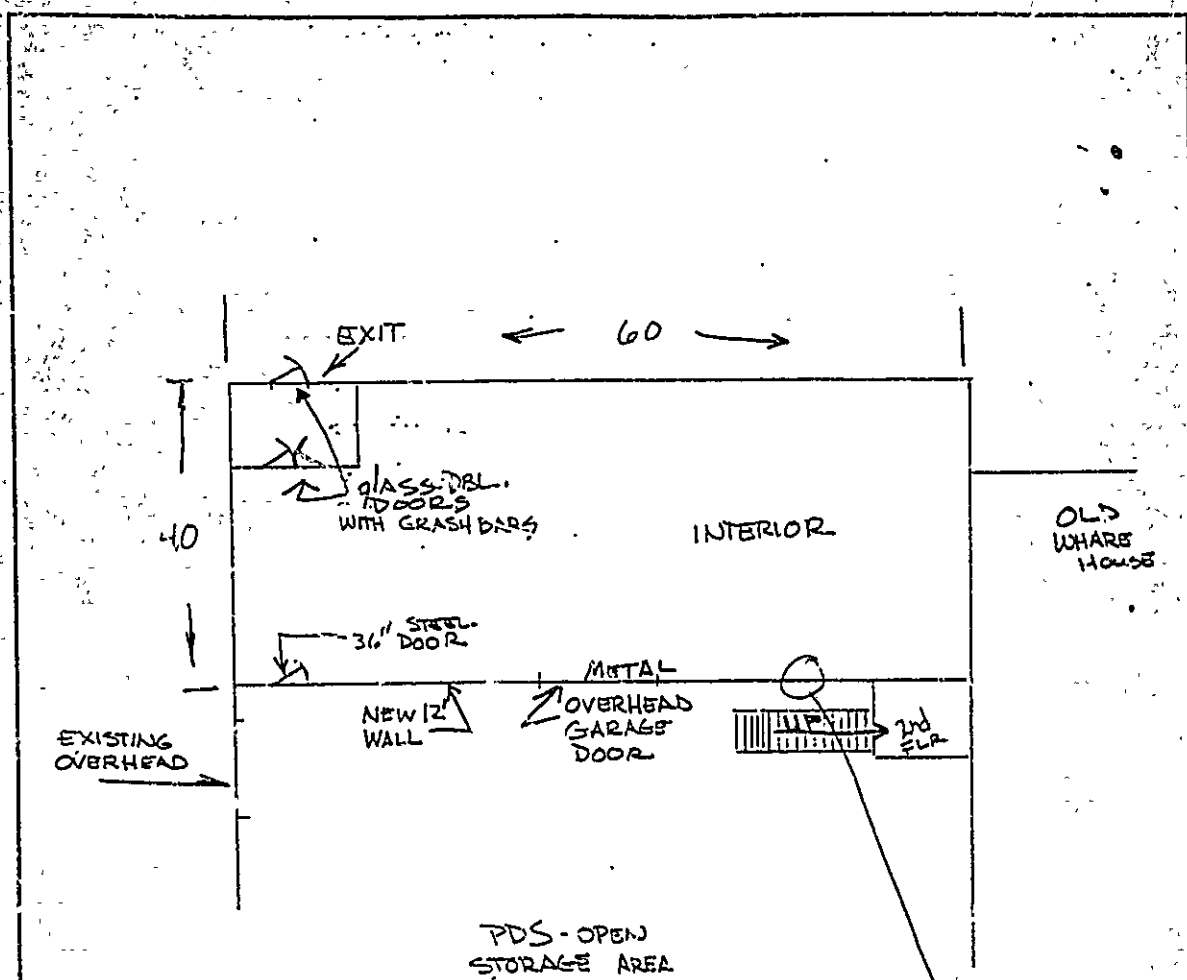 EXIT
60
40
GLASS DBL.
DOORS
WITH CRASH BARS
INTERIOR
OLD
WHARE
HOUSE
36" STEEL
DOOR
NEW 12"
WALL
METAL
OVERHEAD
GARAGE
DOOR
UP
2nd
FLR
EXISTING
OVERHEAD
PDS-OPEN
STORAGE AREA